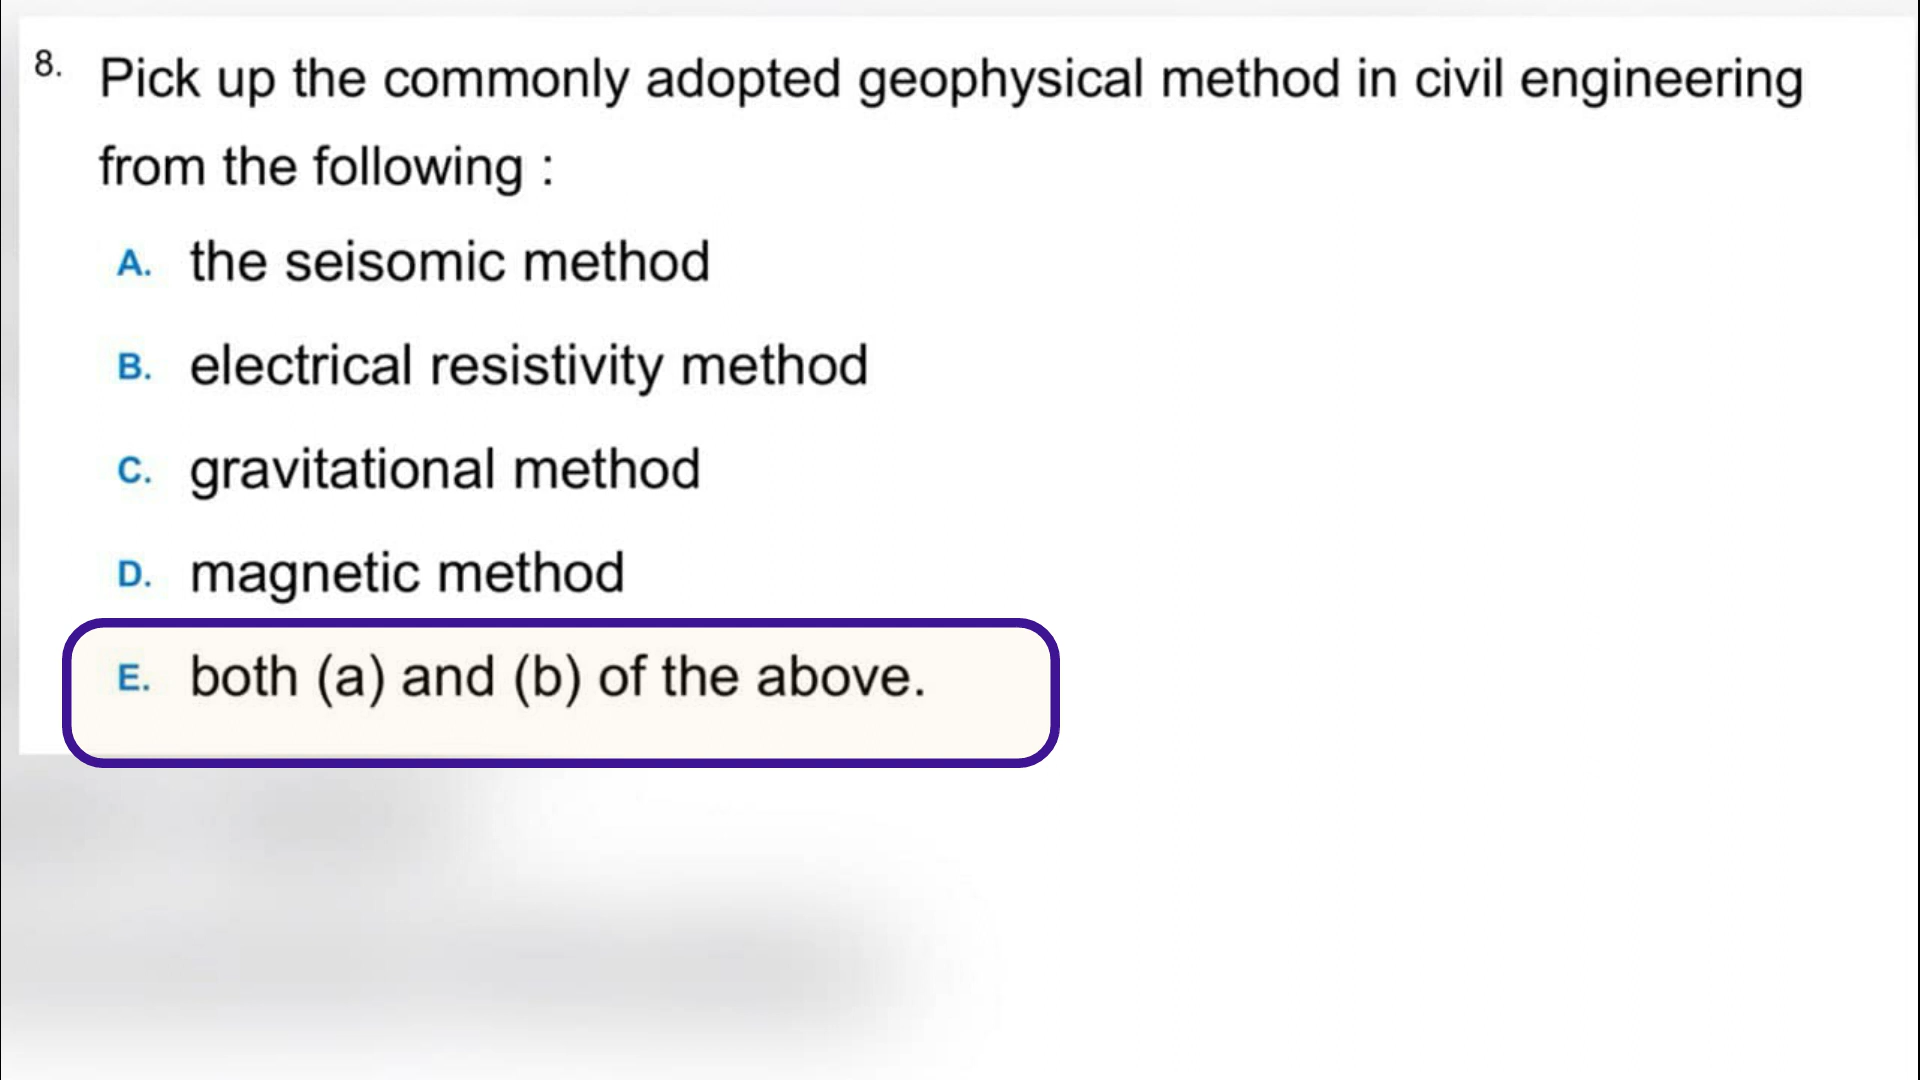 8. Pick up the commonly adopted geophysical method in civil engineering
from the following :
A. the seisomic method
B. electrical resistivity method
C. gravitational method
D. magnetic method
E. both (a) and (b) of the above.